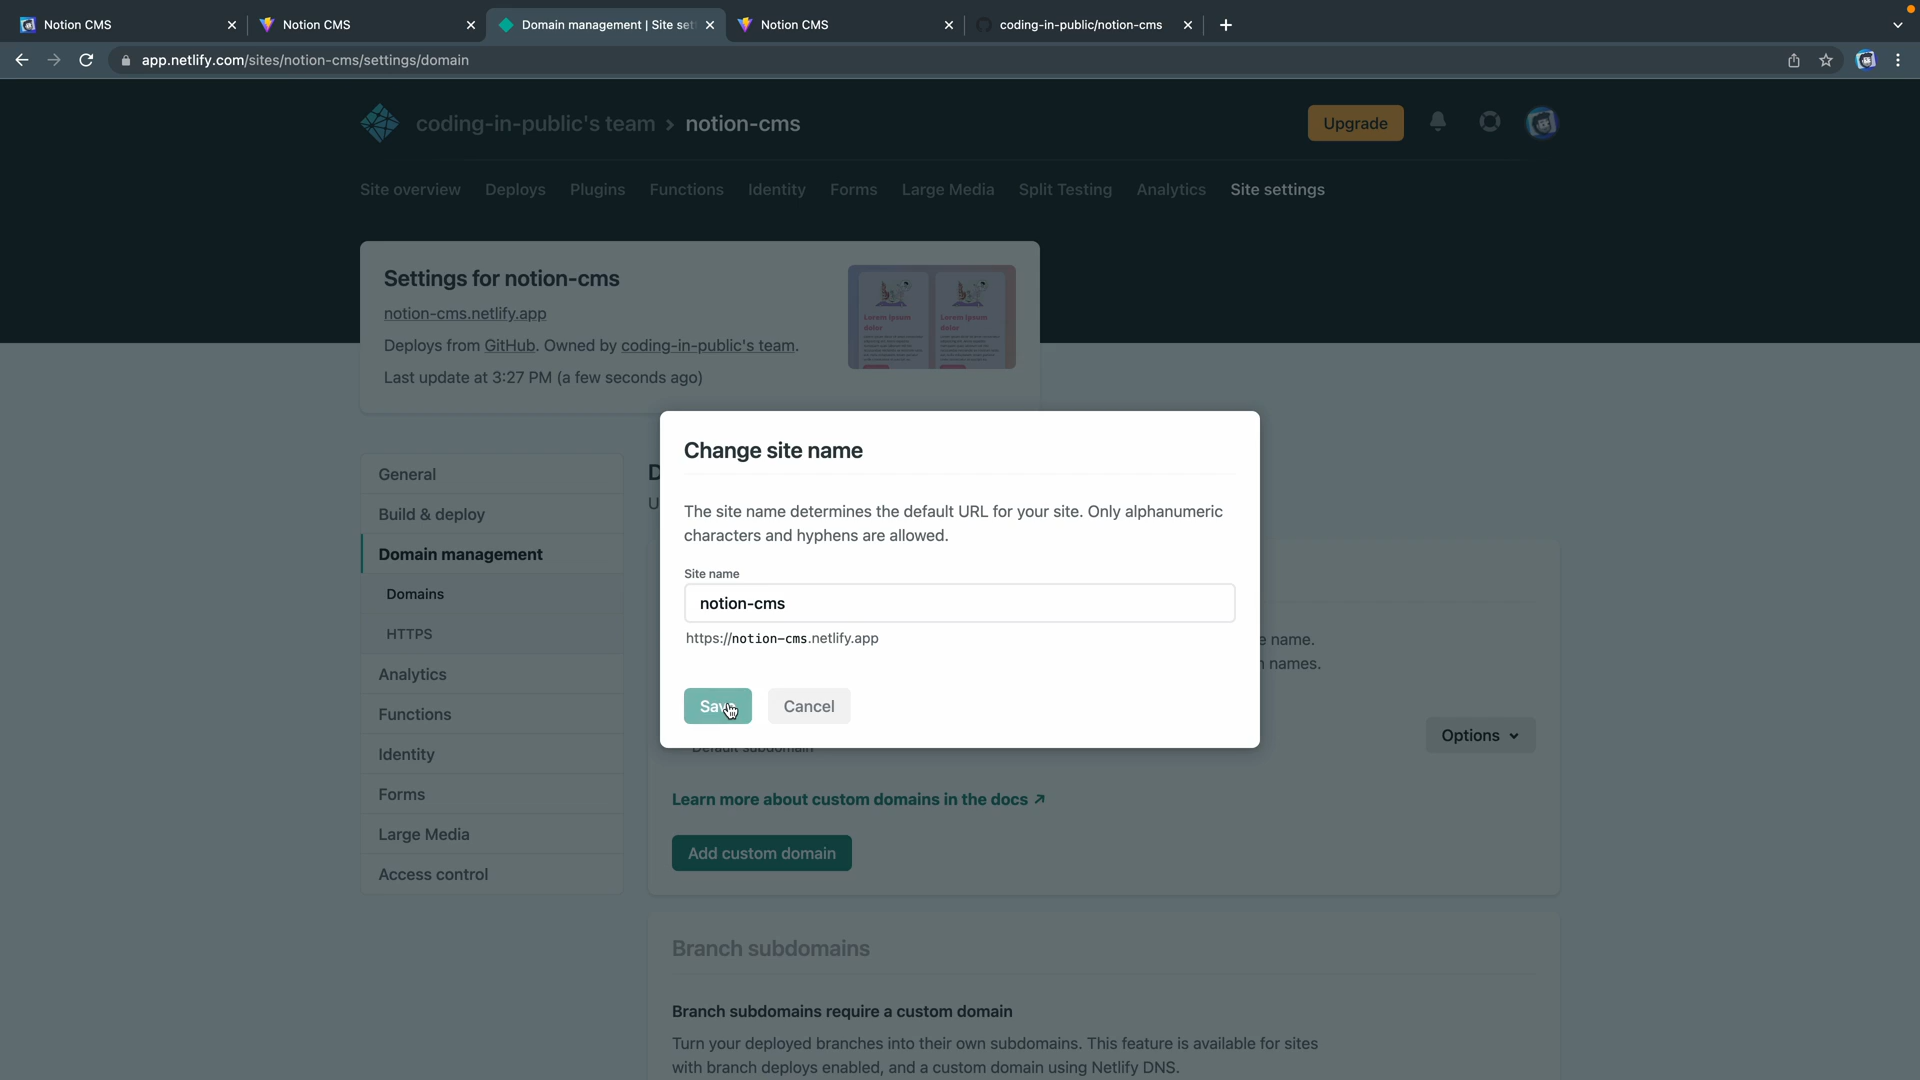 Notion CMS
Notion CMS
Domain management | Site set
Notion CMS
coding-in-public/notion-cms
app.netlify.com/sites/notion-cms/settings/domain
coding-in-public's team > notion-cms
Upgrade
Site overview
Deploys
Plugins
Functions
Identity
Forms
Large Media
Split Testing
Analytics
Site settings
Settings for notion-cms
notion-cms.netlify.app
Deploys from GitHub. Owned by coding-in-public's team.
Last update at 3:27 PM (a few seconds ago)
Lorem ipsum dolor
Lorem ipsum dolor
General
Build & deploy
Domain management
Domains
HTTPS
Analytics
Functions
Identity
Forms
Large Media
Access control
Change site name
The site name determines the default URL for your site. Only alphanumeric
characters and hyphens are allowed.
Site name
notion-cms
https://notion-cms.netlify.app
Save
Cancel
D
U
e name.
names.
Default subdomain
Options
Learn more about custom domains in the docs ↗
Add custom domain
Branch subdomains
Branch subdomains require a custom domain
Turn your deployed branches into their own subdomains. This feature is available for sites
with branch deploys enabled, and a custom domain using Netlify DNS.